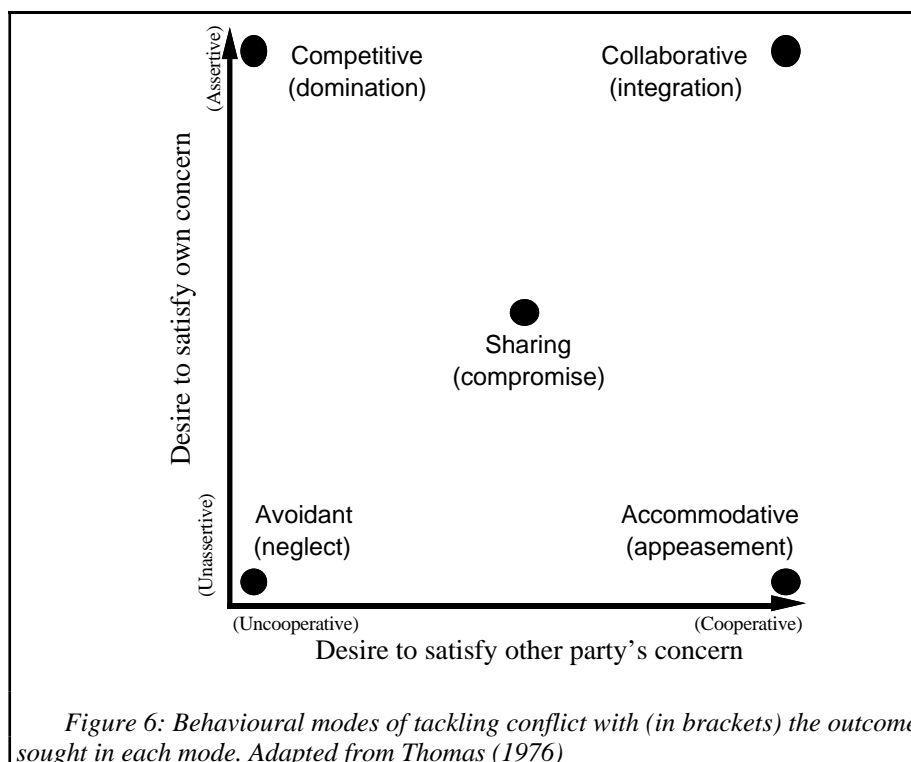 (Assertive)
Competitive
(domination)
Collaborative
(integration)
Desire to satisfy own concern
Sharing
(compromise)
(Unassertive)
Avoidant
(neglect)
Accommodative
(appeasement)
(Uncooperative)
(Cooperative)
Desire to satisfy other party’s concern
Figure 6: Behavioural modes of tackling conflict with (in brackets) the outcome
sought in each mode. Adapted from Thomas (1976)